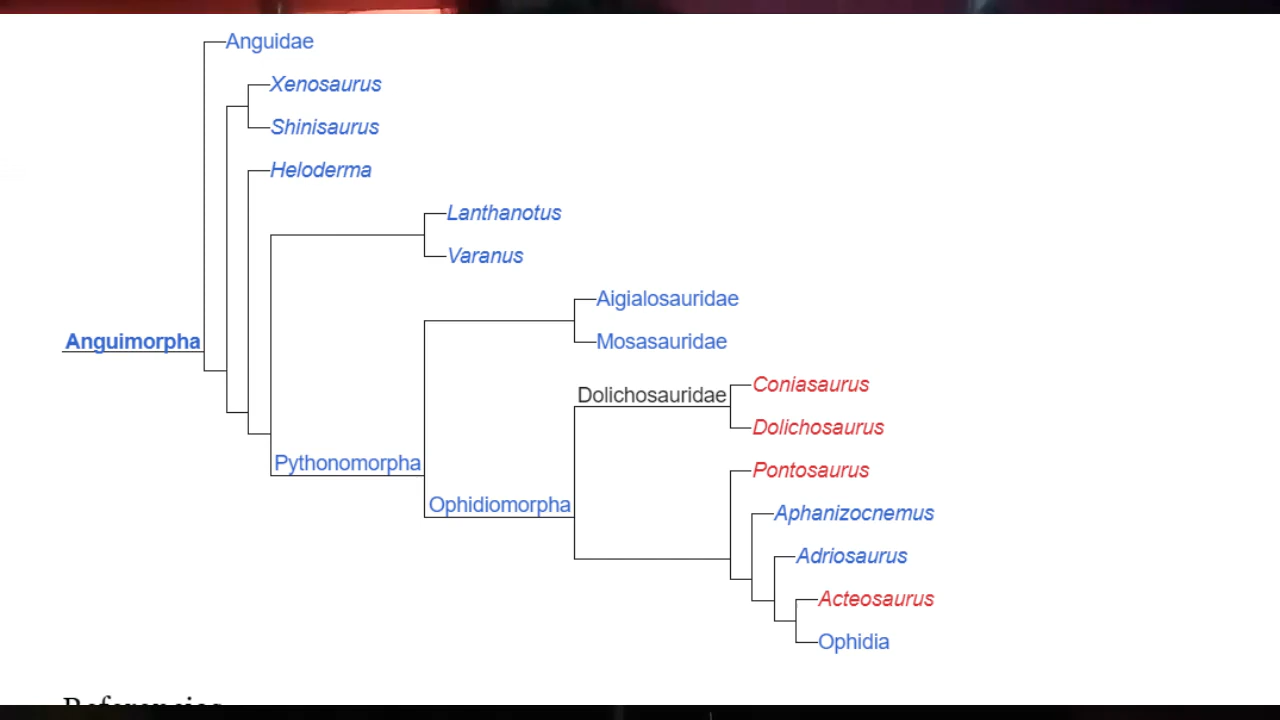 Anguidae
Xenosaurus
Shinisaurus
Heloderma
Lanthanotus
Varanus
Aigialosauridae
Anguimorpha
Mosasauridae
Coniasaurus
Dolichosauridae
Dolichosaurus
Pythonomorpha
Pontosaurus
Ophidiomorpha
Aphanizocnemus
Adriosaurus
Acteosaurus
Ophidia